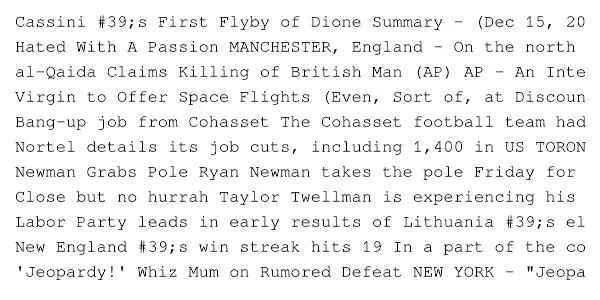 Cassini #39;s First Flyby of Dione Summary - (Dec 15, 20
Hated With A Passion MANCHESTER, England - On the north
al-Qaida Claims Killing of British Man (AP) AP - An Inte
Virgin to Offer Space Flights (Even, Sort of, at Discoun
Bang-up job from Cohasset The Cohasset football team had
Nortel details its job cuts, including 1,400 in US TORON
Newman Grabs Pole Ryan Newman takes the pole Friday for
Close but no hurrah Taylor Twellman is experiencing his
Labor Party leads in early results of Lithuania #39;s el
New England #39;s win streak hits 19 In a part of the co
'Jeopardy!' Whiz Mum on Rumored Defeat NEW YORK - "Jeopa